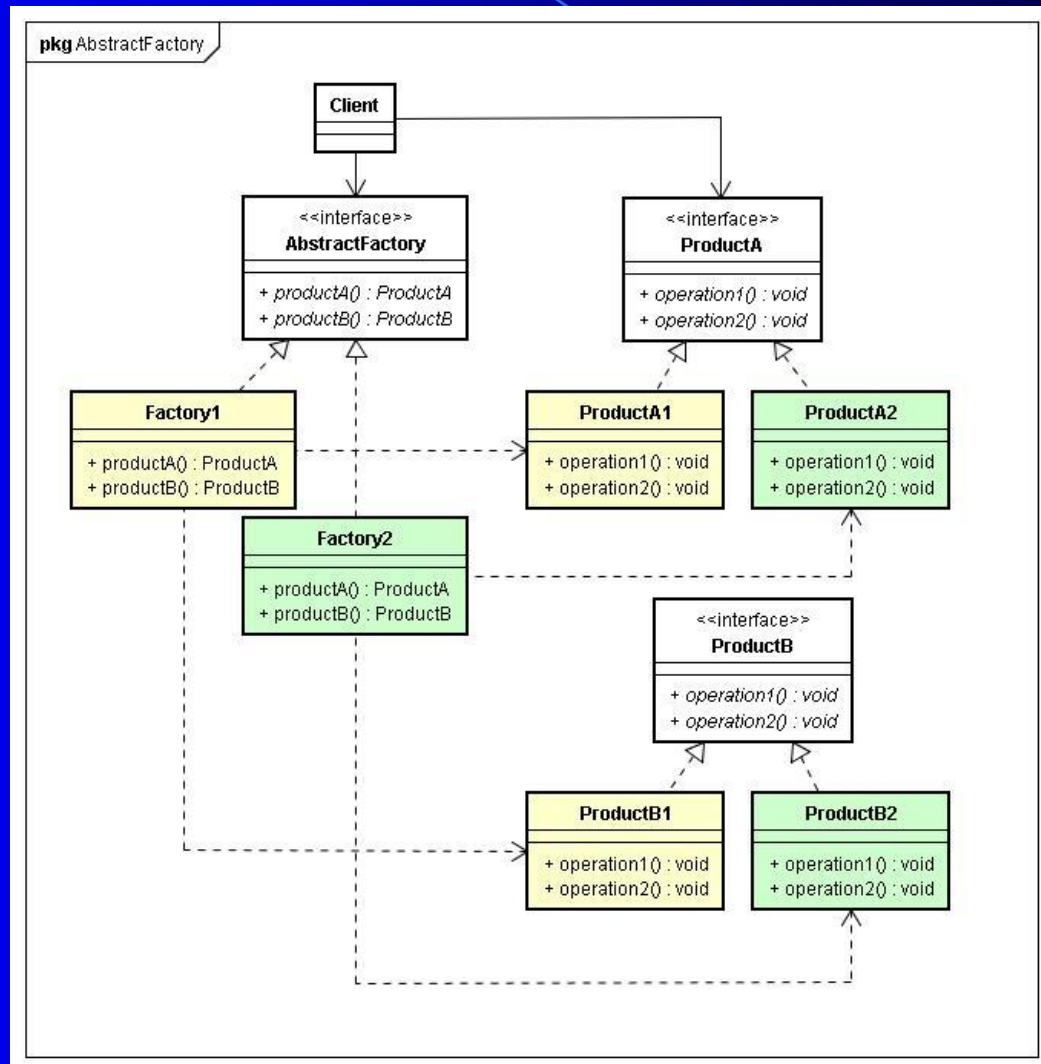 pkg AbstractFactory
Client
<<interface>>
AbstractFactory
+ productA() : ProductA
+ productB() : ProductB
<<interface>>
ProductA
+ operation1() : void
+ operation2() : void
Factory1
+ productA() : ProductA
+ productB() : ProductB
ProductA1
+ operation1() : void
+ operation2() : void
ProductA2
+ operation1() : void
+ operation2() : void
Factory2
+ productA() : ProductA
+ productB() : ProductB
<<interface>>
ProductB
+ operation1() : void
+ operation2() : void
ProductB1
+ operation1() : void
+ operation2() : void
ProductB2
+ operation1() : void
+ operation2() : void